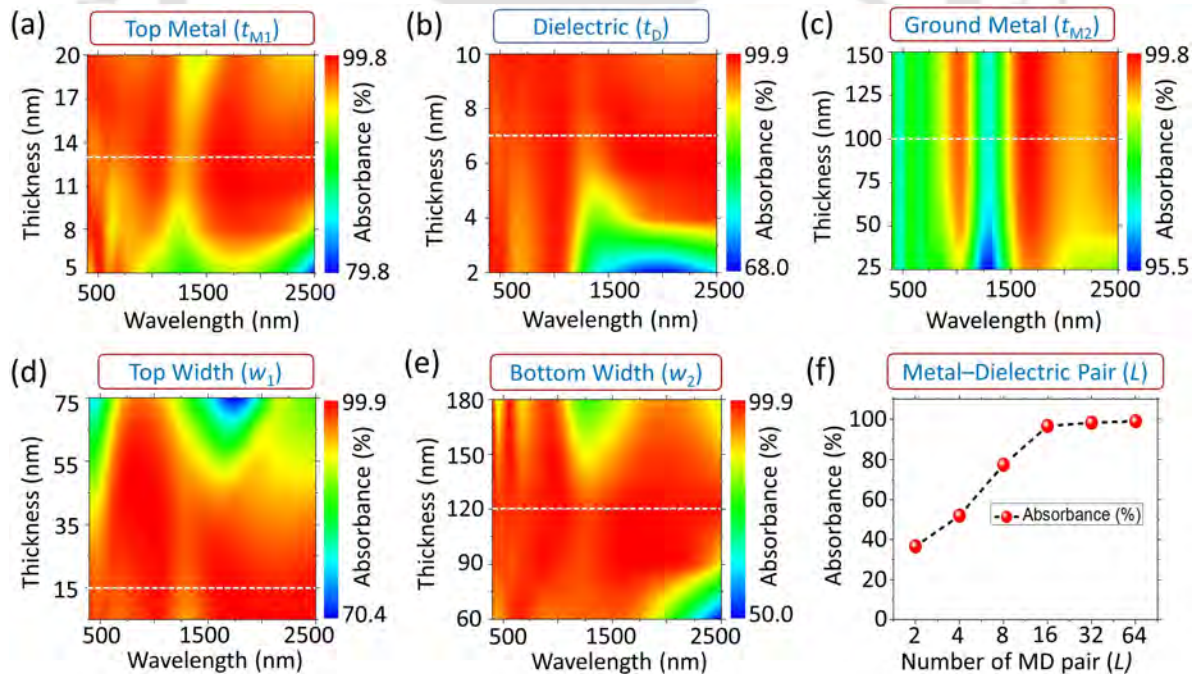 (a)
Top Metal (tM1)
20
17
14
11
8
5
Thickness (nm)
500 1500 2500
Wavelength (nm)
99.8
Absorbance (%)
79.8
(b)
Dielectric (tD)
10
8
6
4
2
Thickness (nm)
500 1500 2500
Wavelength (nm)
99.9
Absorbance (%)
68.0
(c)
Ground Metal (tM2)
150
125
100
75
50
25
Thickness (nm)
500 1500 2500
Wavelength (nm)
99.8
Absorbance (%)
95.5
(d)
Top Width (w1)
75
55
35
15
Thickness (nm)
500 1500 2500
Wavelength (nm)
99.9
Absorbance (%)
70.4
(e)
Bottom Width (w2)
180
150
120
90
60
Thickness (nm)
500 1500 2500
Wavelength (nm)
99.9
Absorbance (%)
50.0
(f)
Metal–Dielectric Pair (L)
100
80
60
40
20
0
Absorbance (%)
Absorbance (%)
2 4 8 16 32 64
Number of MD pair (L)